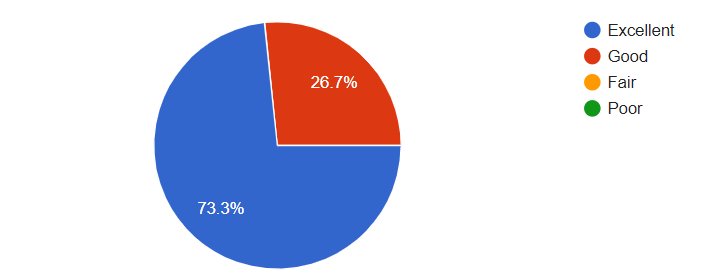 Excellent
Good
Fair
Poor
26.7%
73.3%